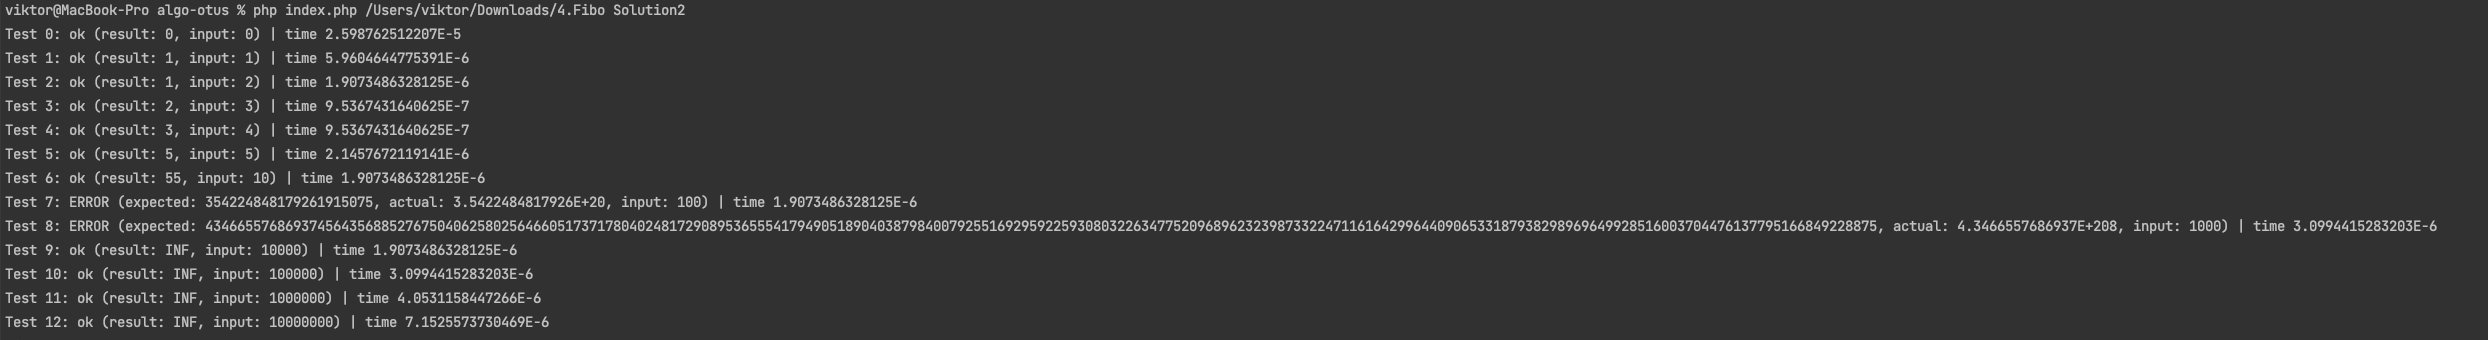 viktor@MacBook-Pro algo-otus % php index.php /Users/viktor/Downloads/4.Fibo Solution2
Test 0: ok (result: 0, input: 0) | time 2.598762512207E-5
Test 1: ok (result: 1, input: 1) | time 5.9604644775391E-6
Test 2: ok (result: 1, input: 2) | time 1.9073486328125E-6
Test 3: ok (result: 2, input: 3) | time 9.5367431640625E-7
Test 4: ok (result: 3, input: 4) | time 9.5367431640625E-7
Test 5: ok (result: 5, input: 5) | time 2.1457672119141E-6
Test 6: ok (result: 55, input: 10) | time 1.9073486328125E-6
Test 7: ERROR (expected: 354224848179261915075, actual: 3.5422484817926E+20, input: 100) | time 1.9073486328125E-6
Test 8: ERROR (expected: 43466557686937456435688527675040625802564660517371780402481729089536555417949051890403879840079255169295922593080322634775209689623239873322471161642996440906533187938298969649928516003704476137795166849228875, actual: 4.3466557686937E+208, input: 1000) | time 3.0994415283203E-6
Test 9: ok (result: INF, input: 10000) | time 1.9073486328125E-6
Test 10: ok (result: INF, input: 100000) | time 3.0994415283203E-6
Test 11: ok (result: INF, input: 1000000) | time 4.0531158447266E-6
Test 12: ok (result: INF, input: 10000000) | time 7.1525573730469E-6